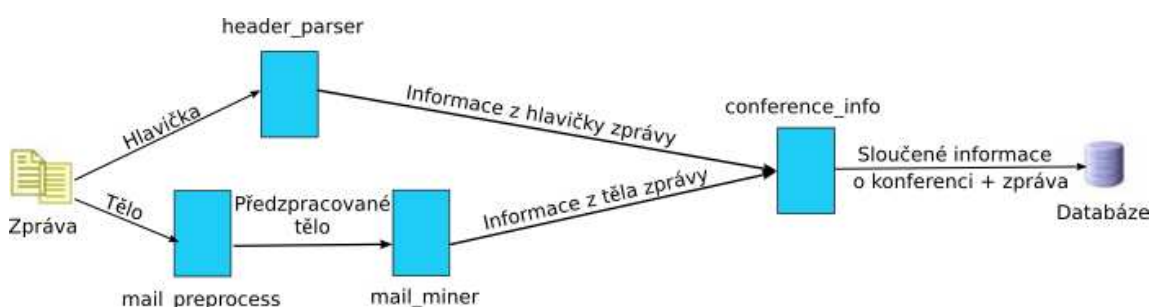 header_parser
Hlavička
Informace z hlavičky zprávy
conference_info
Sloučené informace
o konferenci + zpráva
Databáze
Zpráva
Tělo
Předzpracované
tělo
Informace z těla zprávy
mail_preprocess
mail_miner